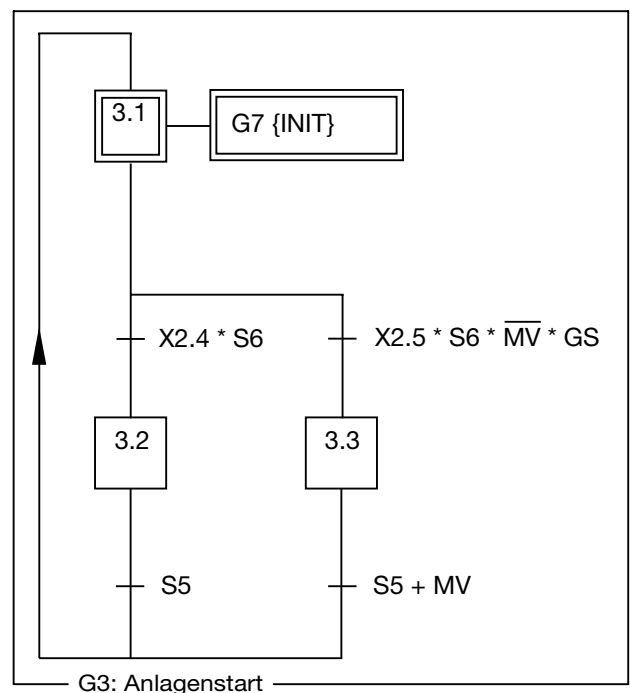 3.1
G7 {INIT}
X2.4 * S6
X2.5 * S6 * M̅V̅ * GS
3.2
3.3
S5
S5 + MV
G3: Anlagenstart